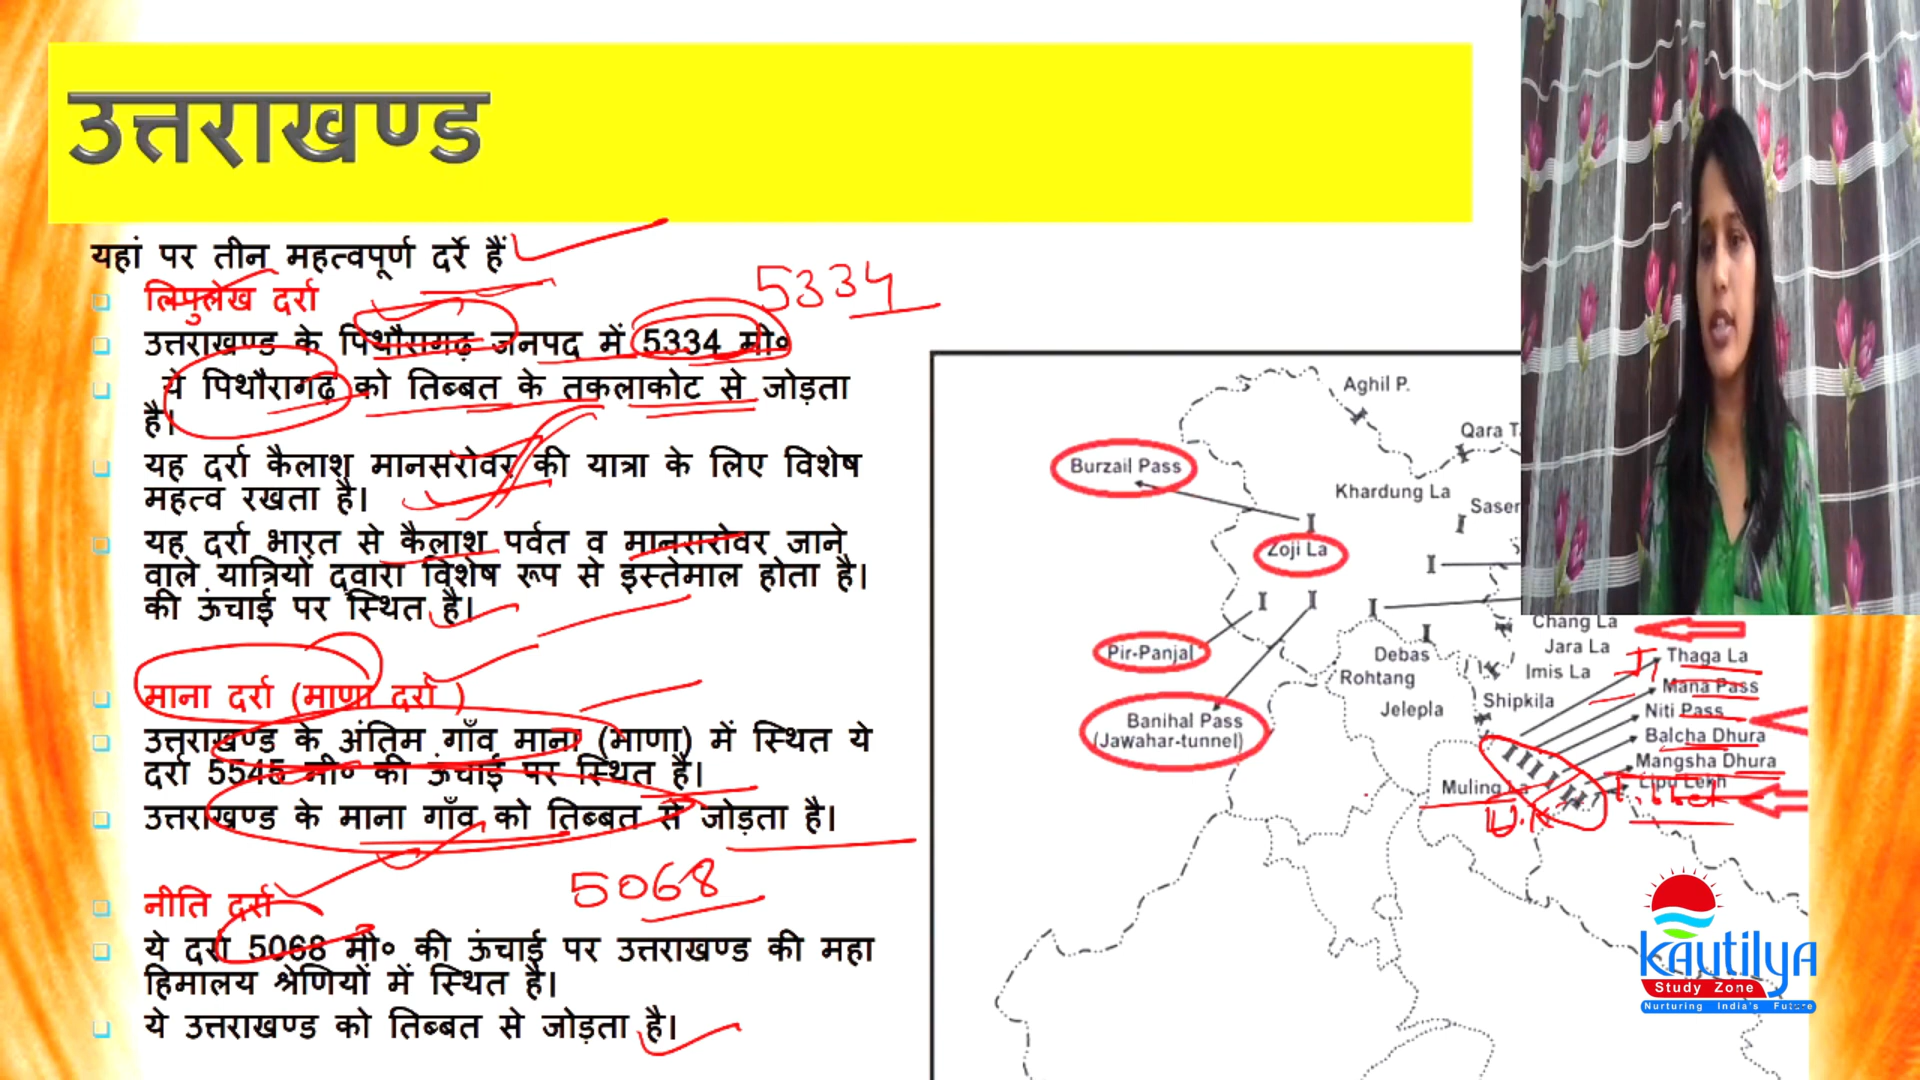 उत्तराखण्ड
यहां पर तीन महत्वपूर्ण दर्रे हैं
लिपुलेख दर्रा
5334
उत्तराखण्ड के पिथौरागढ़ जनपद में 5334 मी०
ये पिथौरागढ़ को तिब्बत के तकलाकोट से जोड़ता
है।
यह दर्रा कैलाश मानसरोवर की यात्रा के लिए विशेष
महत्व रखता है।
यह दर्रा भारत से कैलाश पर्वत व मानसरोवर जाने
वाले यात्रियों द्वारा विशेष रूप से इस्तेमाल होता है।
की ऊंचाई पर स्थित है।
माना दर्रा (माणा दर्रा )
उत्तराखण्ड के अंतिम गाँव माना (माणा) में स्थित ये
दर्रा 5545 मी० की ऊंचाई पर स्थित है।
उत्तराखण्ड के माना गाँव को तिब्बत से जोड़ता है।
5068
नीति दर्रा
ये दर्रा 5068 मी० की ऊंचाई पर उत्तराखण्ड की महा
हिमालय श्रेणियों में स्थित है।
ये उत्तराखण्ड को तिब्बत से जोड़ता है।
Aghil P.
Qara T
Burzail Pass
Khardung La
Saser
Zoji La
Chang La
Jara La
Pir-Panjal
Debas
Imis La
Thaga La
Rohtang
Mana Pass
Shipkila
Jelepla
Niti Pass
Banihal Pass
(Jawahar-tunnel)
Balcha Dhura
Mangsha Dhura
Muling La
Lipu Lekh
U.K
kautilya
Study Zone
Nurturing India's Future